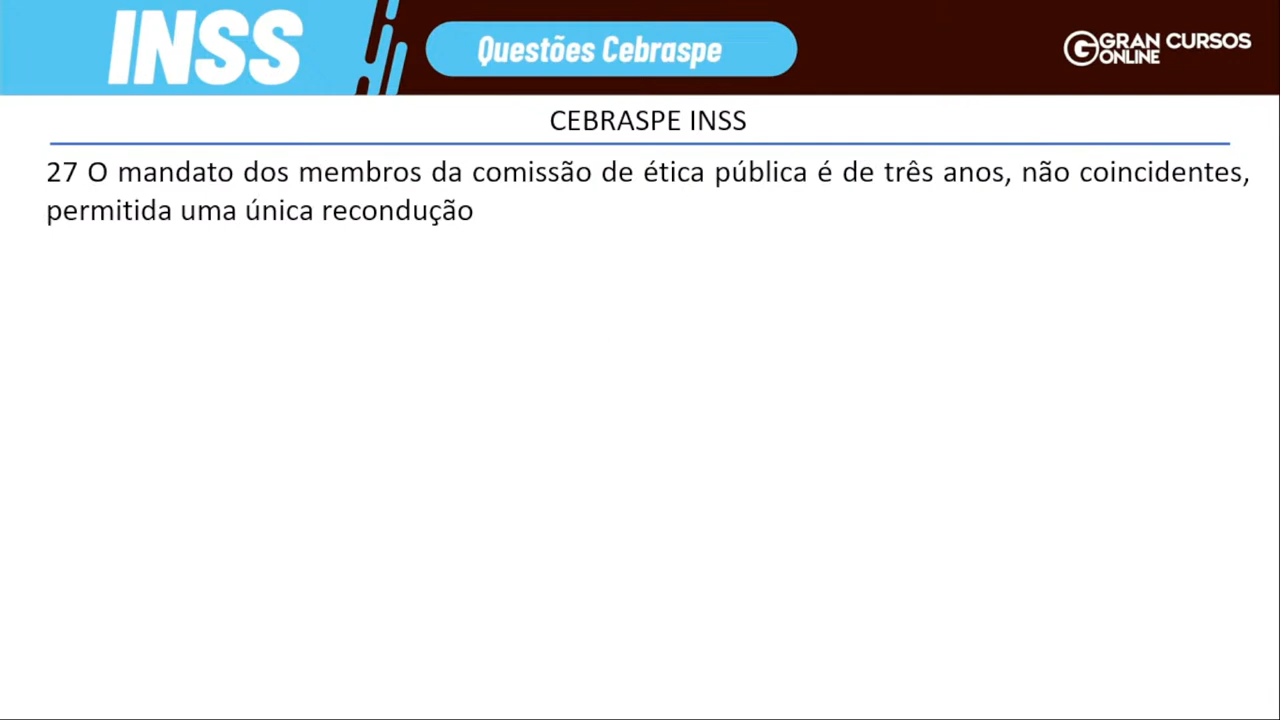 INSS
Questões Cebraspe
GRAN CURSOS
ONLINE
CEBRASPE INSS
27 O mandato dos membros da comissão de ética pública é de três anos, não coincidentes,
permitida uma única recondução